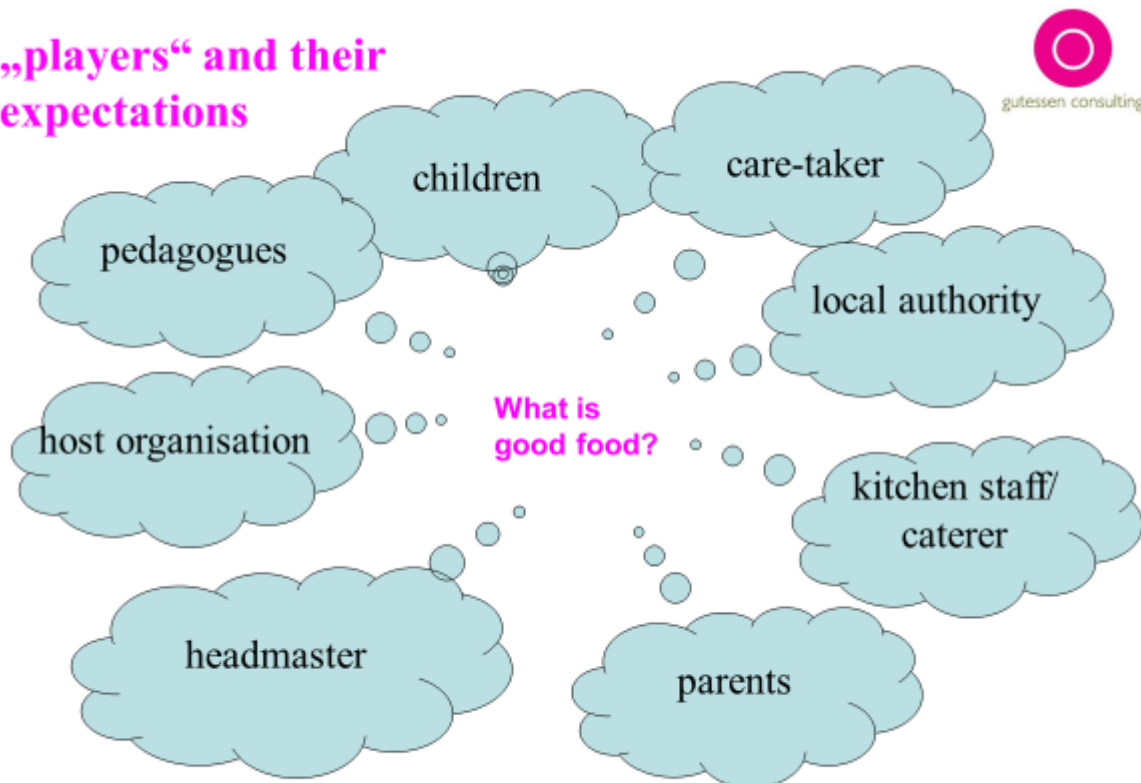 „players“ and their
expectations
gutessen consulting
children
care-taker
pedagogues
local authority
What is
good food?
host organisation
kitchen staff/
caterer
headmaster
parents